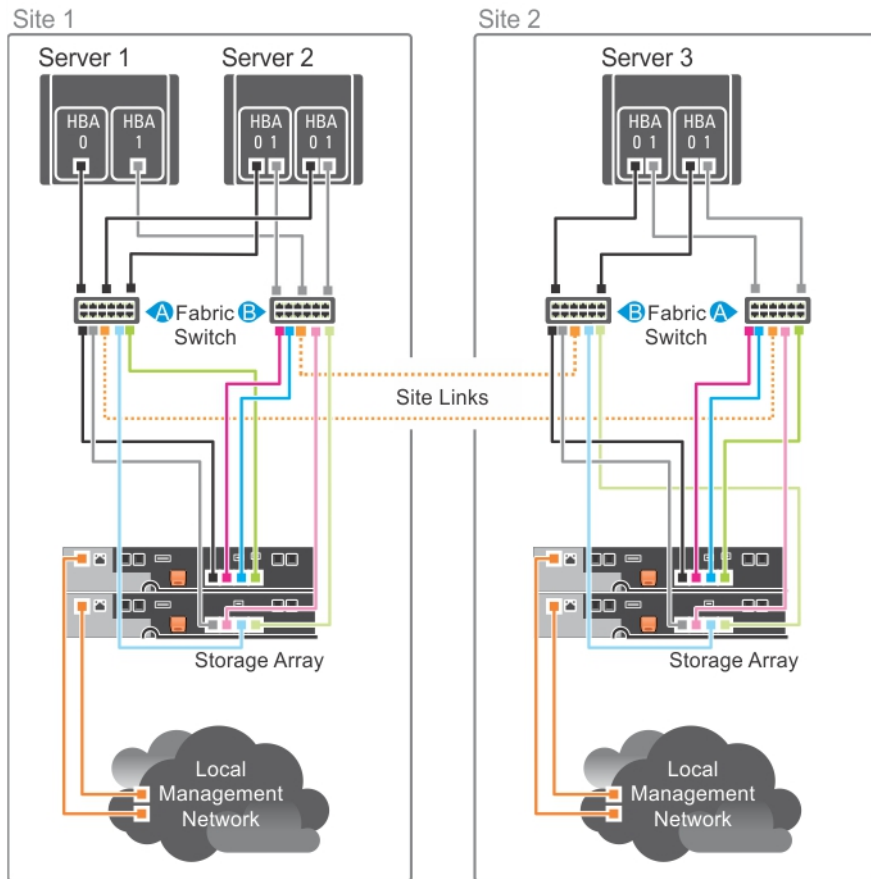 Site 1
Site 2
Server 1
Server 2
Server 3
HBA
0
HBA
1
HBA
0 1
HBA
0 1
HBA
0 1
HBA
0 1
A Fabric B
Switch
B Fabric A
Switch
Site Links
Storage Array
Storage Array
Local
Management
Network
Local
Management
Network